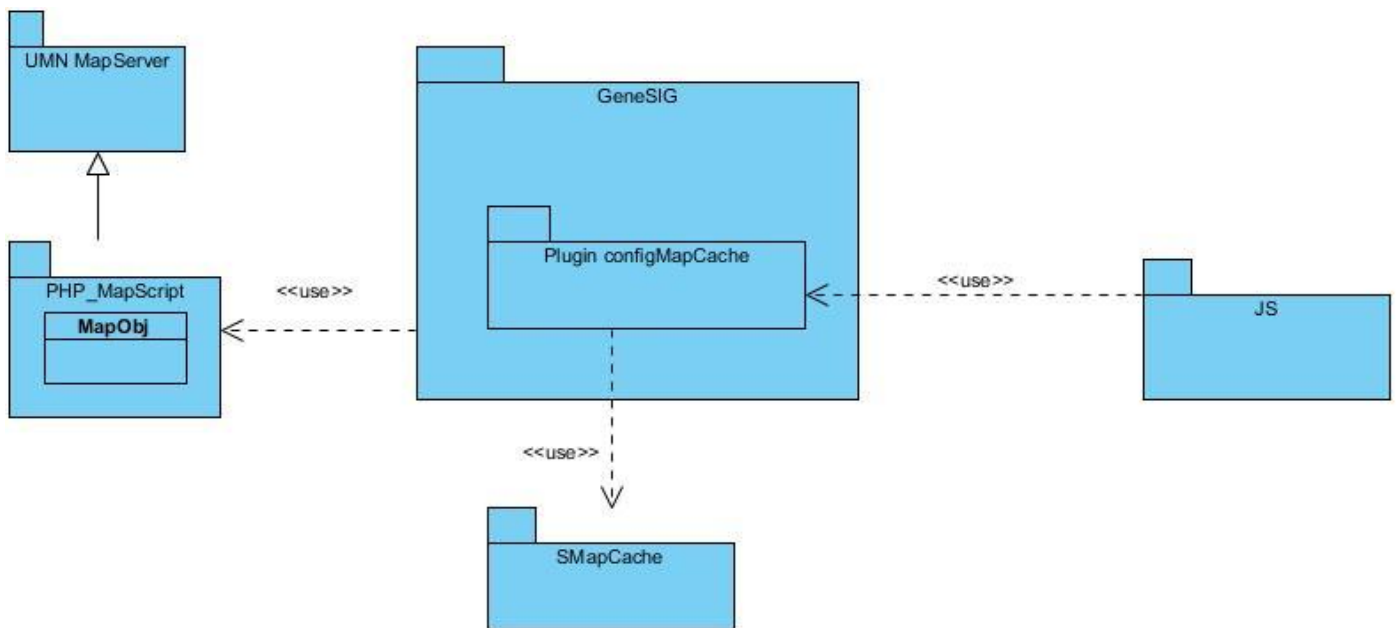 UMN MapServer
GeneSIG
Plugin configMapCache
<<use>>
JS
PHP_MapScript
MapObj
<<use>>
<<use>>
SMapCache